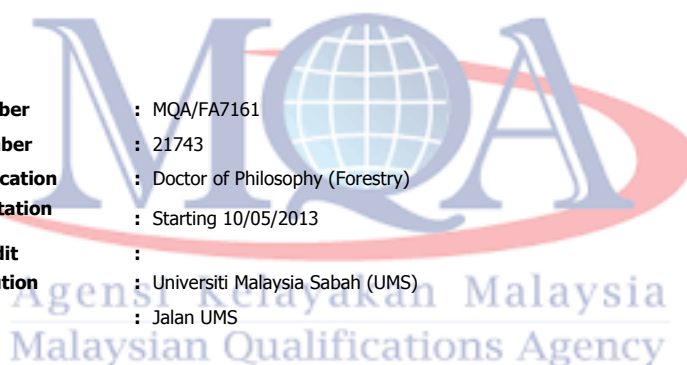 MQA
ber : MQA/FA7161
ber : 21743
cation : Doctor of Philosophy (Forestry)
tation : Starting 10/05/2013
dit :
tion : Universiti Malaysia Sabah (UMS)
: Jalan UMS
Agensi Kelayakan Malaysia
Malaysian Qualifications Agency